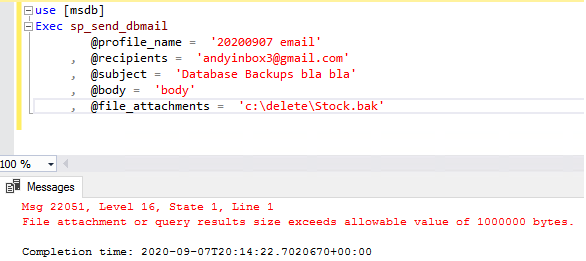 use [msdb]
Exec sp_send_dbmail
@profile_name = '20200907 email'
, @recipients = 'andyinbox3@gmail.com'
, @subject = 'Database Backups bla bla'
, @body = 'body'
, @file_attachments = 'c:\delete\Stock.bak'
100 %
Messages
Msg 22051, Level 16, State 1, Line 1
File attachment or query results size exceeds allowable value of 1000000 bytes.
Completion time: 2020-09-07T20:14:22.7020670+00:00